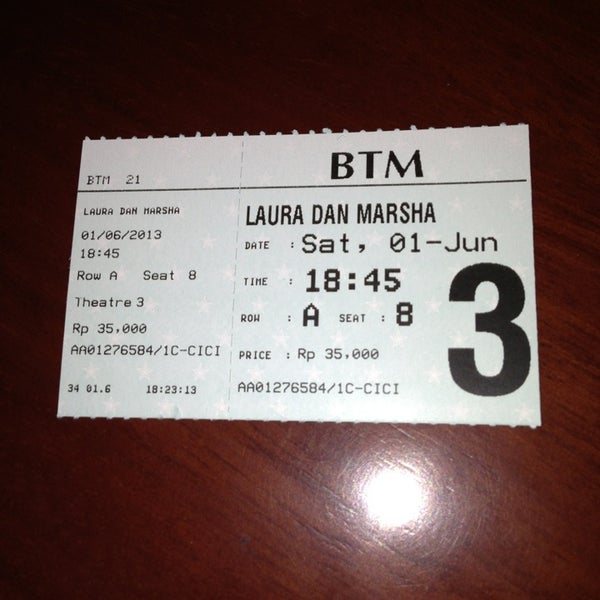 BTM 21
LAURA DAN MARSHA
01/06/2013
18:45
Row A Seat 8
Theatre 3
Rp 35,000
AA01276584/1C-CICI
34 01.6 18:23:13
BTM
LAURA DAN MARSHA
DATE : Sat, 01-Jun
TIME : 18:45
ROW : A SEAT : 8
PRICE : Rp 35,000
AA01276584/1C-CICI
3